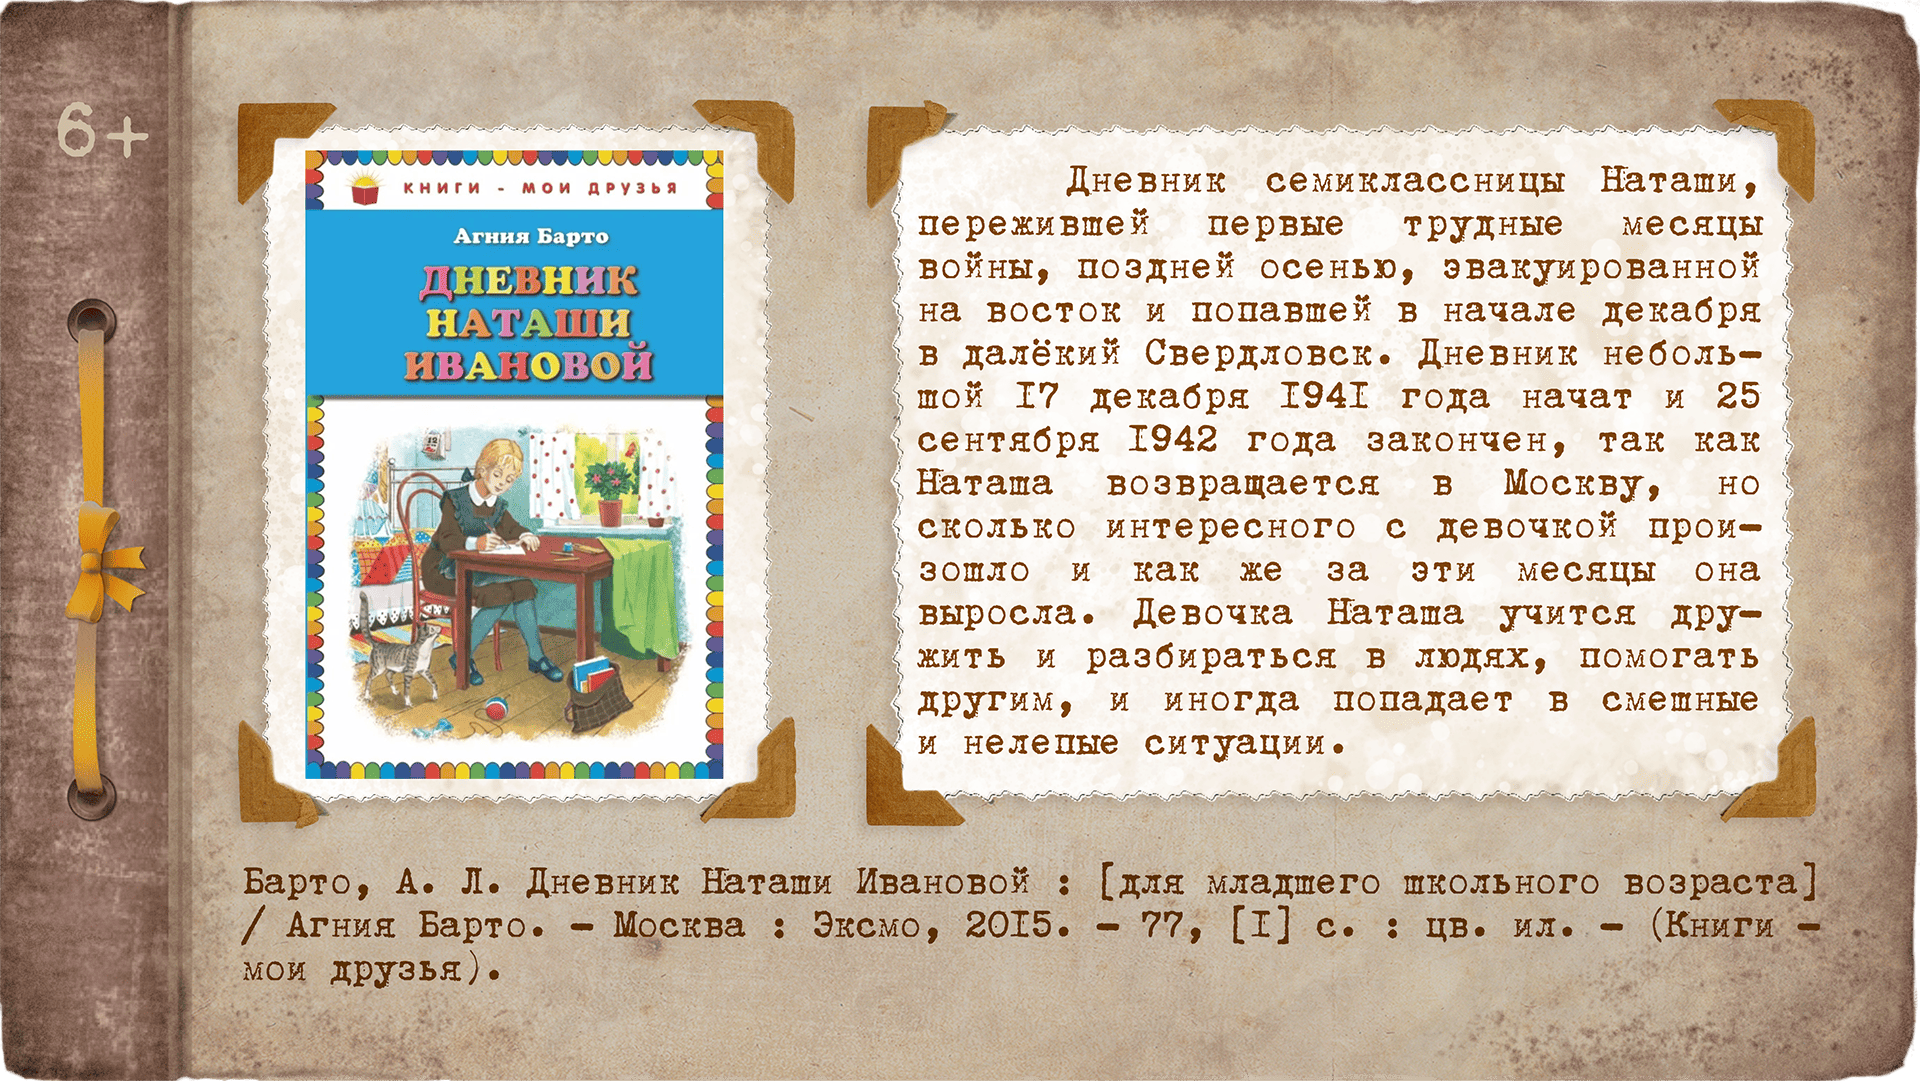 6+
КНИГИ - МОИ ДРУЗЬЯ
Агния Барто
ДНЕВНИК
НАТАШИ
ИВАНОВОЙ
Дневник семиклассницы Наташи,
пережившей первые трудные месяцы
войны, поздней осенью, эвакуированной
на восток и попавшей в начале декабря
в далёкий Свердловск. Дневник неболь-
шой 17 декабря 1941 года начат и 25
сентября 1942 года закончен, так как
Наташа возвращается в Москву, но
сколько интересного с девочкой прои-
зошло и как же за эти месяцы она
выросла. Девочка Наташа учится дру-
жить и разбираться в людях, помогать
другим, и иногда попадает в смешные
и нелепые ситуации.
Барто, А. Л. Дневник Наташи Ивановой : [для младшего школьного возраста]
/ Агния Барто. - Москва : Эксмо, 2015. - 77, [1] с. : цв. ил. - (Книги -
мои друзья).